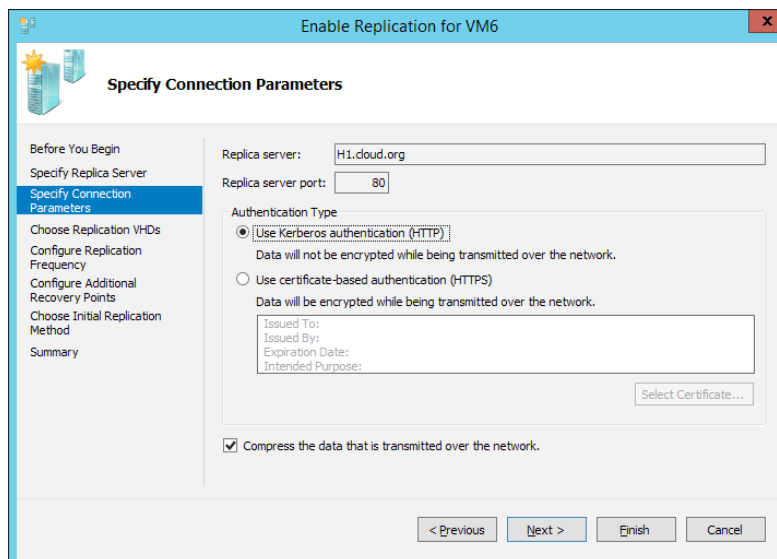 Enable Replication for VM6
x
Specify Connection Parameters
Before You Begin
Specify Replica Server
Specify Connection
Parameters
Choose Replication VHDs
Configure Replication
Frequency
Configure Additional
Recovery Points
Choose Initial Replication
Method
Summary
Replica server:
H1.cloud.org
Replica server port:
80
Authentication Type
Use Kerberos authentication (HTTP)
Data will not be encrypted while being transmitted over the network.
Use certificate-based authentication (HTTPS)
Data will be encrypted while being transmitted over the network.
Issued To:
Issued By:
Expiration Date:
Intended Purpose:
Select Certificate...
Compress the data that is transmitted over the network.
< Previous
Next >
Finish
Cancel